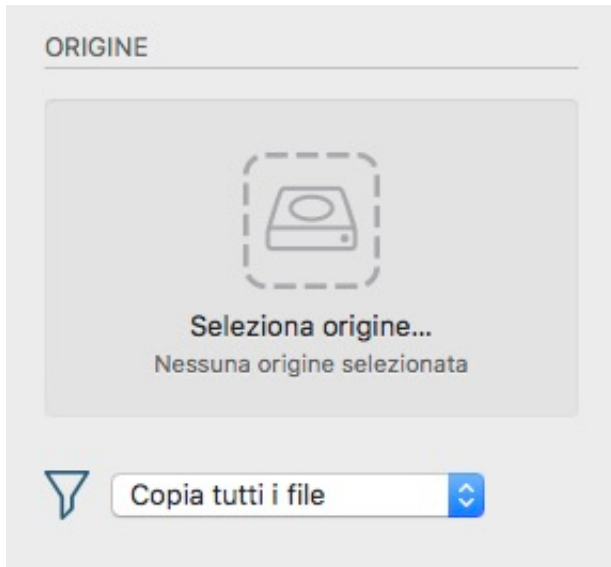 ORIGINE
Seleziona origine...
Nessuna origine selezionata
Copia tutti i file